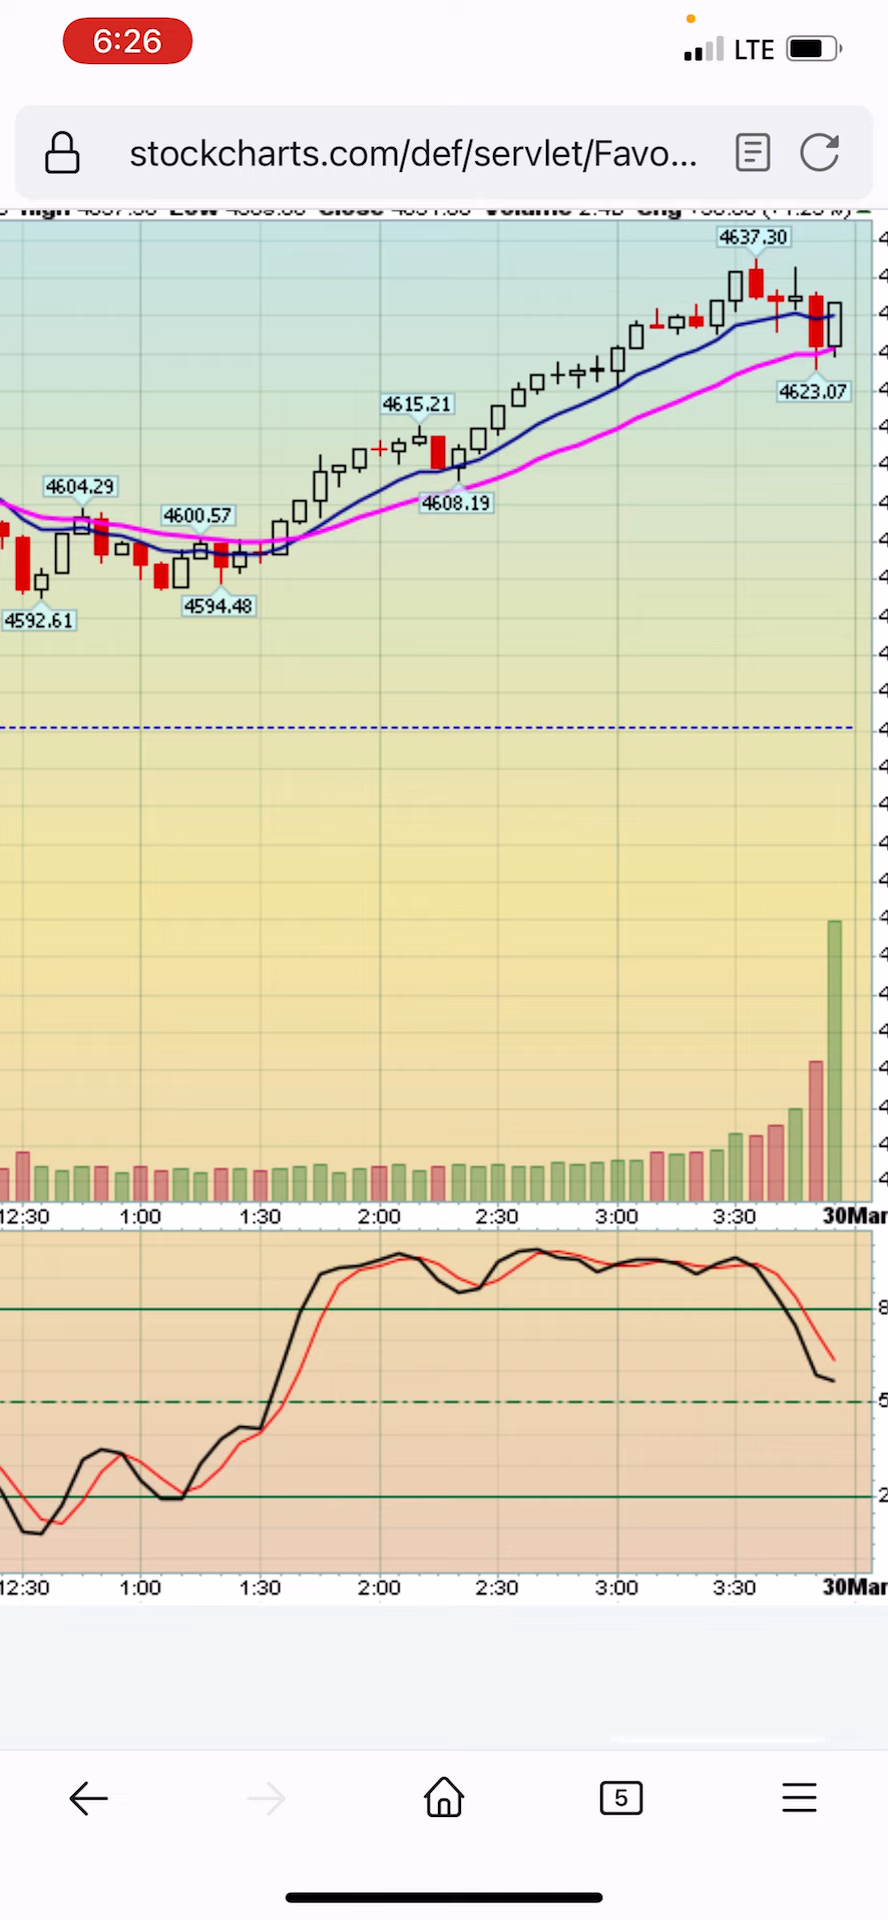 6:26
LTE
stockcharts.com/def/servlet/Favo...
4637.30
4623.07
4615.21
4608.19
4604.29
4600.57
4594.48
4592.61
12:30 1:00 1:30 2:00 2:30 3:00 3:30 30Mar
12:30 1:00 1:30 2:00 2:30 3:00 3:30 30Mar
5